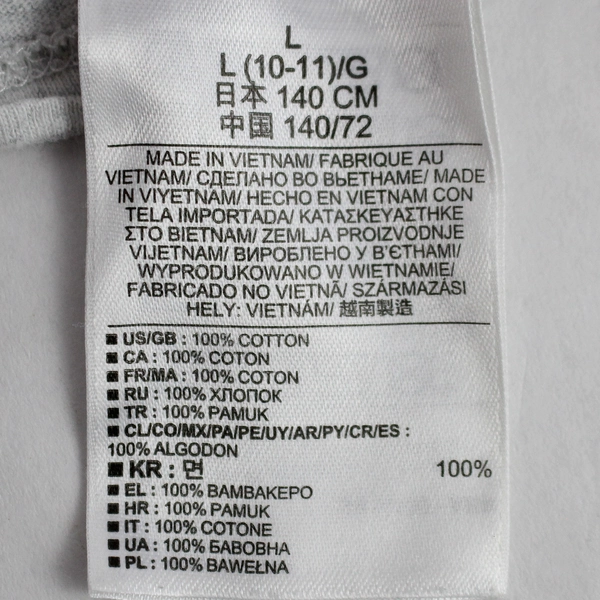 L
L (10-11)/G
日本 140 CM
中国 140/72
MADE IN VIETNAM/ FABRIQUE AU
VIETNAM/ СДЕЛАНО ВО ВЬЕТНАМЕ/ MADE
IN VIYETNAM/ HECHO EN VIETNAM CON
TELA IMPORTADA/ ΚΑΤΑΣΚΕΥΑΣΤΗΚΕ
ΣΤΟ ΒΙΕΤΝΑΜ/ ZEMLJA PROIZVODNJE
VIJETNAM/ ВИРОБЛЕНО У В'ЄТНАМІ/
WYPRODUKOWANO W WIETNAMIE/
FABRICADO NO VIETNÃ/ SZÁRMAZÁSI
HELY: VIETNÁM/ 越南製造
■ US/GB : 100% COTTON
■ CA : 100% COTON
■ FR/MA : 100% COTON
■ RU : 100% ХЛОПОК
■ TR : 100% PAMUK
■ CL/CO/MX/PA/PE/UY/AR/PY/CR/ES :
100% ALGODON
■ KR : 면 100%
■ EL : 100% ΒΑΜΒΑΚΕΡΟ
■ HR : 100% PAMUK
■ IT : 100% COTONE
■ UA : 100% БАВОВНА
■ PL : 100% BAWEŁNA